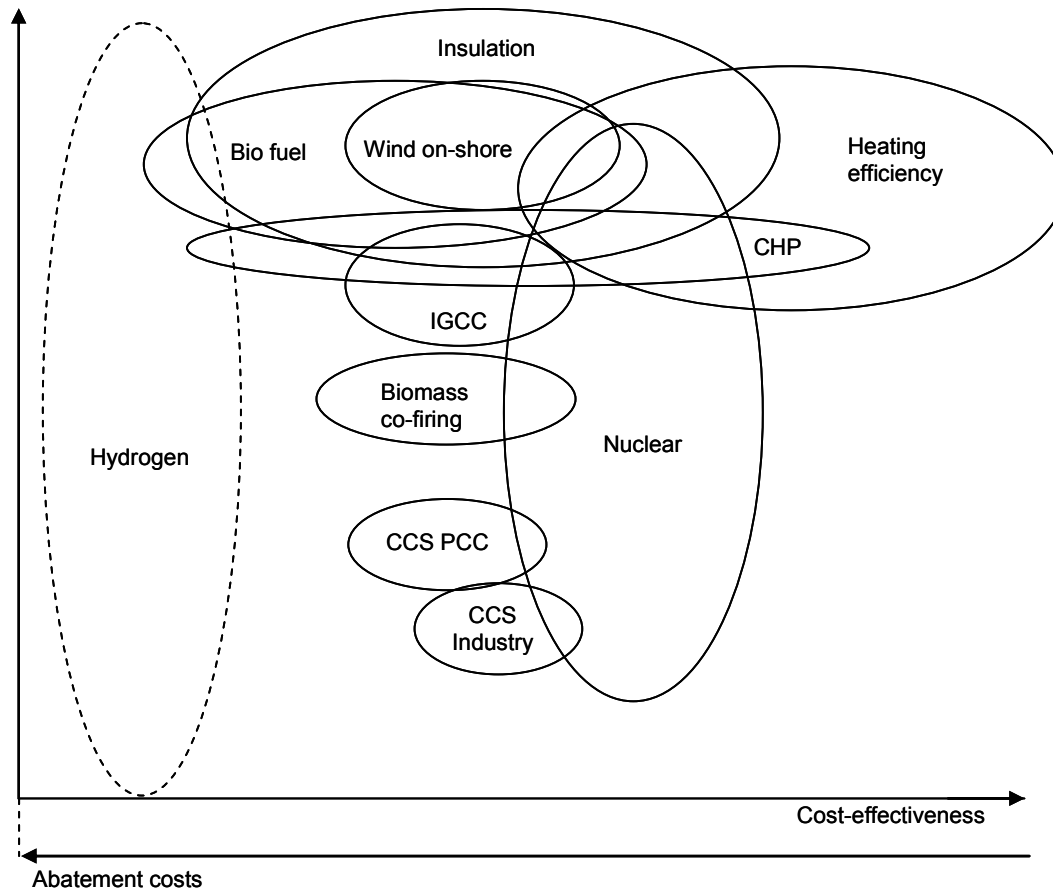 Insulation
Bio fuel
Wind on-shore
Heating
efficiency
CHP
IGCC
Biomass
co-firing
Nuclear
Hydrogen
CCS PCC
CCS
Industry
Cost-effectiveness
Abatement costs